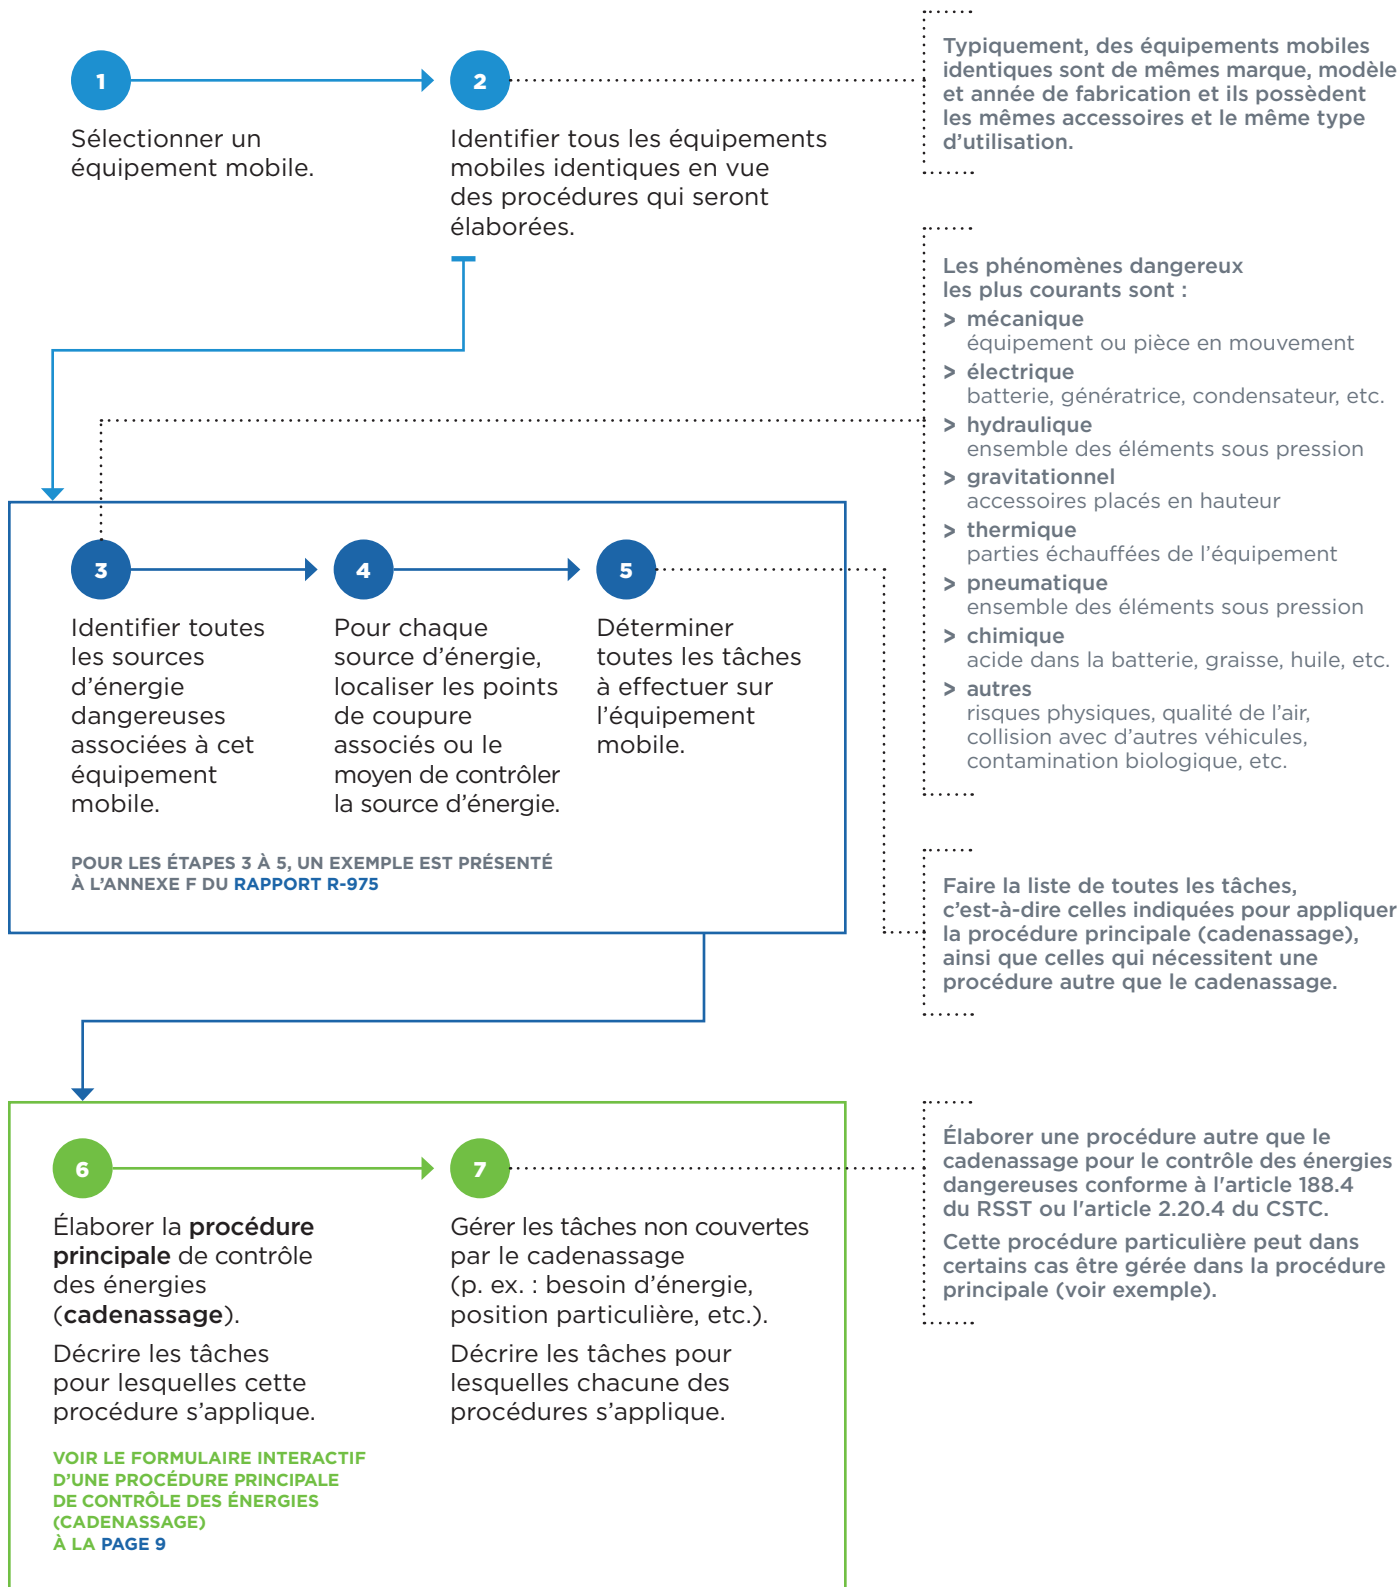 1
Sélectionner un
équipement mobile.
2
Identifier tous les équipements
mobiles identiques en vue
des procédures qui seront
élaborées.
Typiquement, des équipements mobiles
identiques sont de mêmes marque, modèle
et année de fabrication et ils possèdent
les mêmes accessoires et le même type
d’utilisation.
Les phénomènes dangereux
les plus courants sont :
> mécanique
équipement ou pièce en mouvement
> électrique
batterie, génératrice, condensateur, etc.
> hydraulique
ensemble des éléments sous pression
> gravitationnel
accessoires placés en hauteur
> thermique
parties échauffées de l’équipement
> pneumatique
ensemble des éléments sous pression
> chimique
acide dans la batterie, graisse, huile, etc.
> autres
risques physiques, qualité de l’air,
collision avec d’autres véhicules,
contamination biologique, etc.
3
Identifier toutes
les sources
d’énergie
dangereuses
associées à cet
équipement
mobile.
4
Pour chaque
source d’énergie,
localiser les points
de coupure
associés ou le
moyen de contrôler
la source d’énergie.
5
Déterminer
toutes les tâches
à effectuer sur
l’équipement
mobile.
POUR LES ÉTAPES 3 À 5, UN EXEMPLE EST PRÉSENTÉ
À L’ANNEXE F DU RAPPORT R-975
Faire la liste de toutes les tâches,
c’est-à-dire celles indiquées pour appliquer
la procédure principale (cadenassage),
ainsi que celles qui nécessitent une
procédure autre que le cadenassage.
6
Élaborer la procédure
principale de contrôle
des énergies
(cadenassage).
Décrire les tâches
pour lesquelles cette
procédure s’applique.
VOIR LE FORMULAIRE INTERACTIF
D’UNE PROCÉDURE PRINCIPALE
DE CONTRÔLE DES ÉNERGIES
(CADENASSAGE)
À LA PAGE 9
7
Gérer les tâches non couvertes
par le cadenassage
(p. ex. : besoin d’énergie,
position particulière, etc.).
Décrire les tâches pour
lesquelles chacune des
procédures s’applique.
Élaborer une procédure autre que le
cadenassage pour le contrôle des énergies
dangereuses conforme à l'article 188.4
du RSST ou l'article 2.20.4 du CSTC.
Cette procédure particulière peut dans
certains cas être gérée dans la procédure
principale (voir exemple).